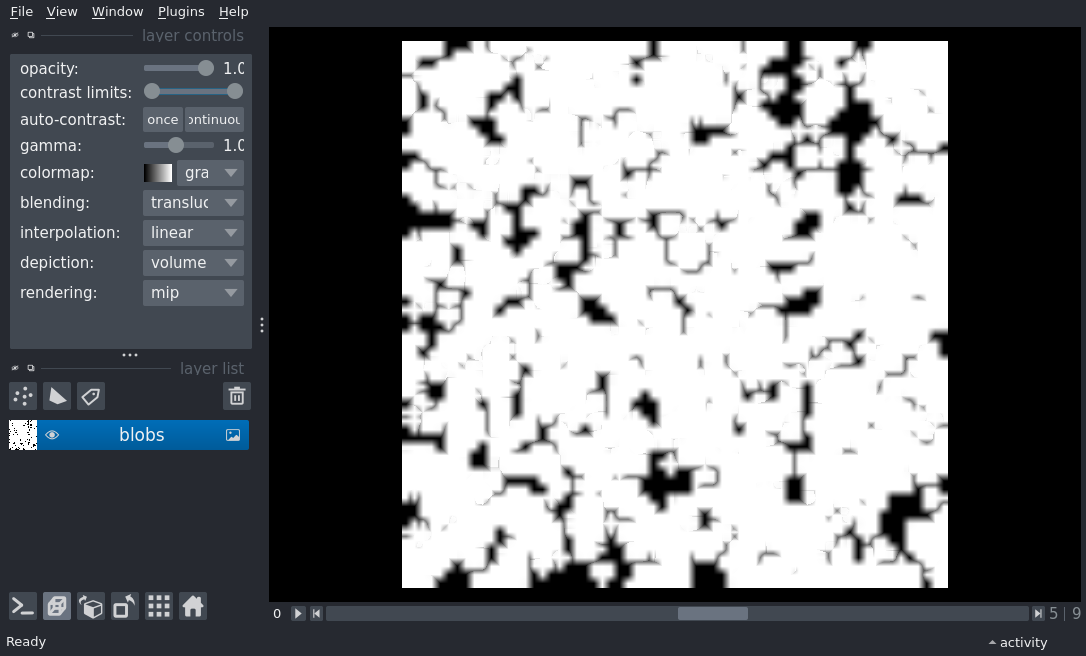 File View Window Plugins Help
layer controls
opacity: 1.0
contrast limits:
auto-contrast: once ontinuou
gamma: 1.0
colormap: gra
blending: transluc
interpolation: linear
depiction: volume
rendering: mip
layer list
blobs
0 5 | 9
Ready activity